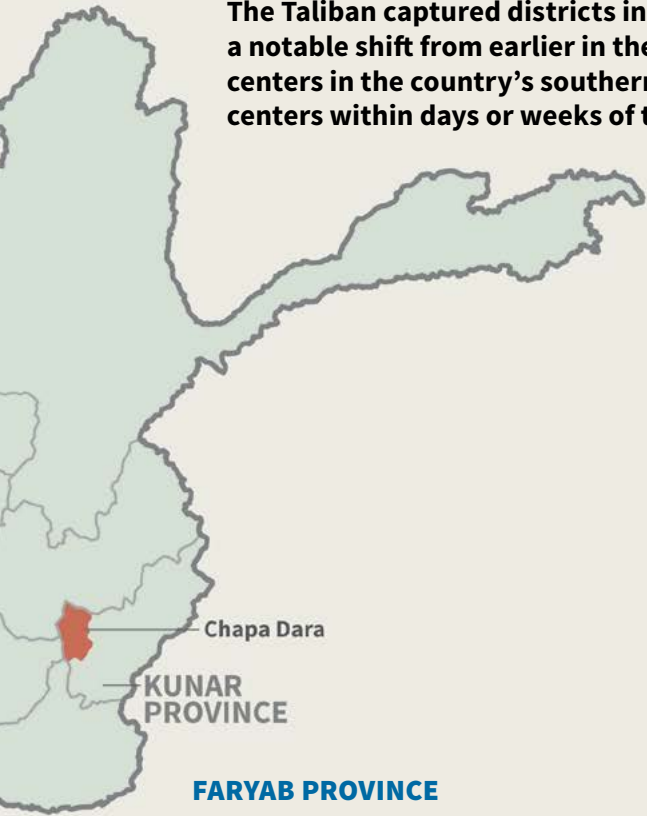 The Taliban captured districts in
a notable shift from earlier in the
centers in the country’s southern
centers within days or weeks of
Chapa Dara
KUNAR
PROVINCE
FARYAB PROVINCE